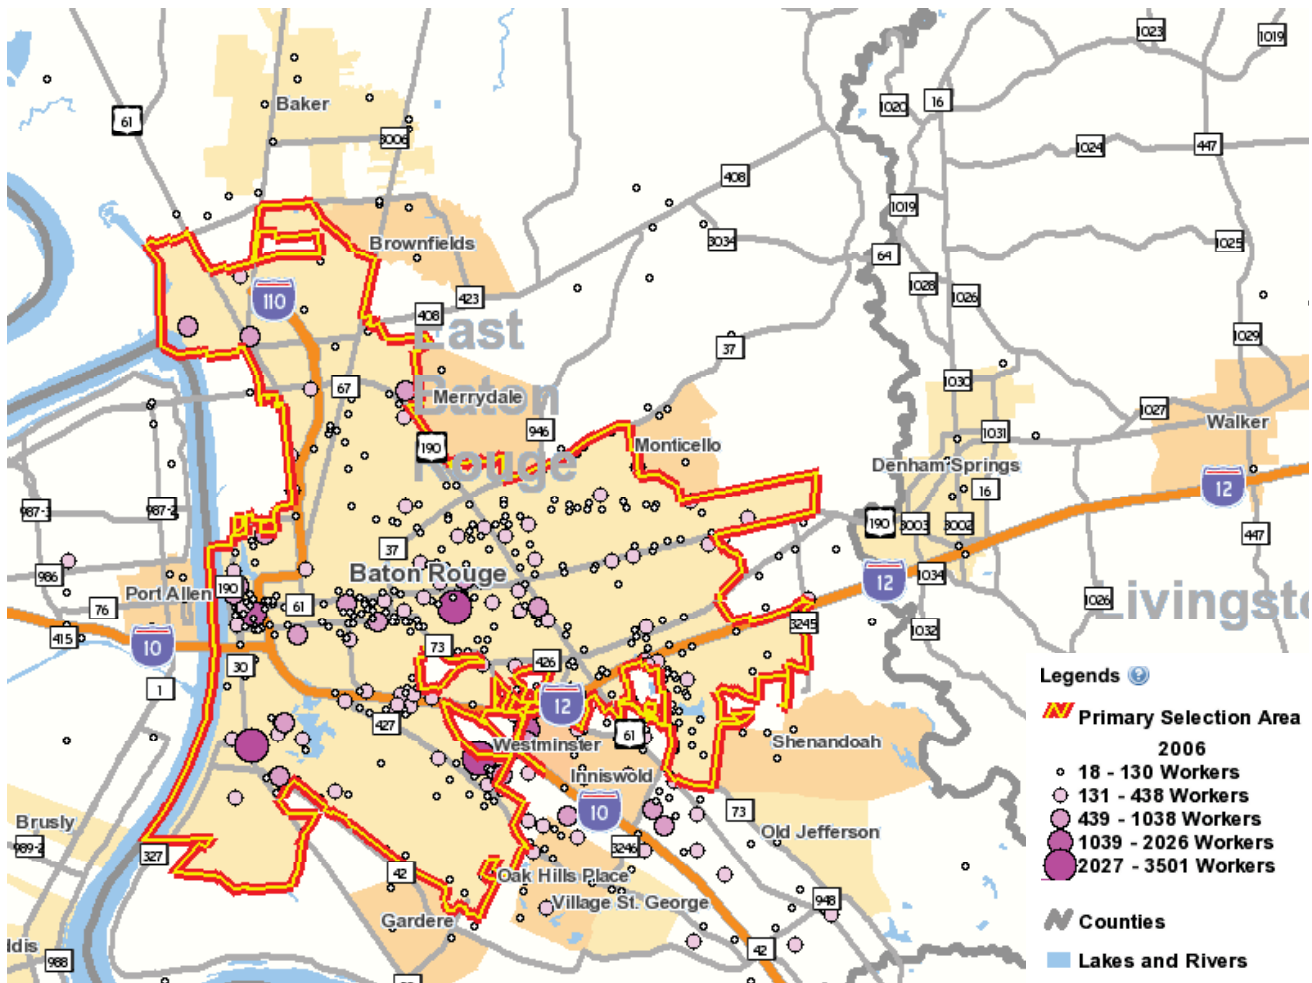 1023
1019
16
1020
Baker
61
3006
1024
447
408
1019
3034
1025
Brownfields
64
1028
1026
110
423
408
East
1029
37
1030
67
Baton
Merrydale
1027
946
1031
Walker
190
Monticello
Rouge
Denham Springs
12
16
987-3
987-2
190
3003
3002
447
37
986
Baton Rouge
12
1034
Port Allen
190
61
76
1026
Livingsto
415
10
3245
1032
73
30
426
1
12
427
61
Westminster
Shenandoah
Inniswold
10
73
Brusly
Old Jefferson
989-2
327
3246
42
Oak Hills Place
948
Village St. George
Gardere
ddis
42
988
Legends ?
Primary Selection Area
2006
18 - 130 Workers
131 - 438 Workers
439 - 1038 Workers
1039 - 2026 Workers
2027 - 3501 Workers
Counties
Lakes and Rivers